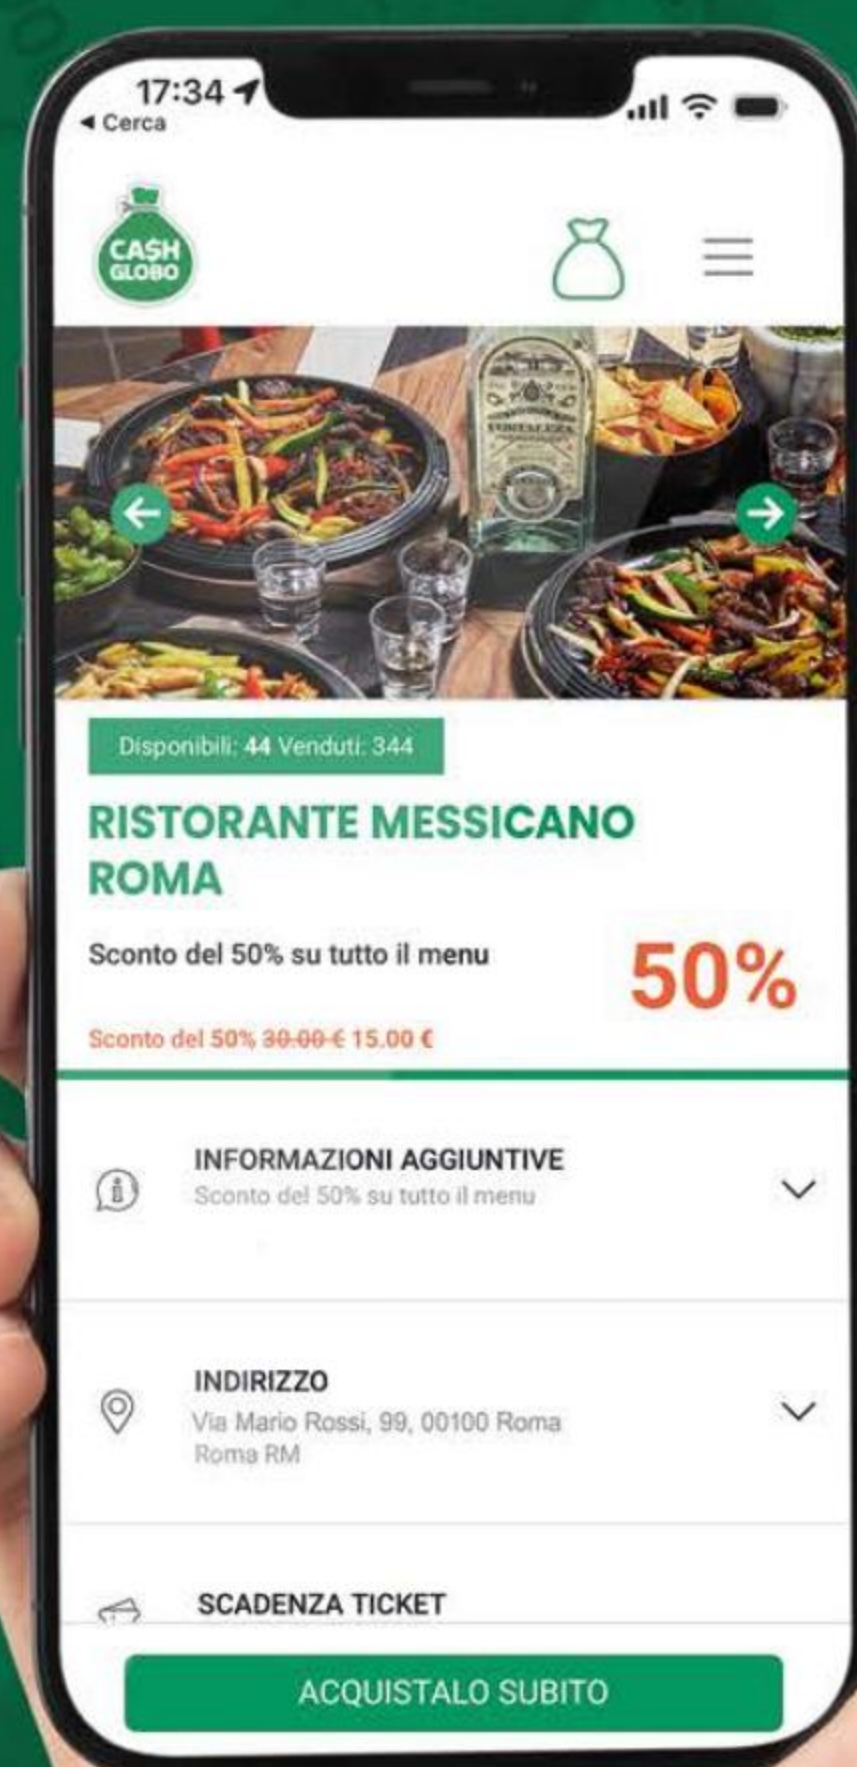 17:34
Cerca
CA$H
GLOBO
Disponibili: 44 Venduti: 344
RISTORANTE MESSICANO
ROMA
Sconto del 50% su tutto il menu
50%
Sconto del 50% 30.00 € 15.00 €
INFORMAZIONI AGGIUNTIVE
Sconto del 50% su tutto il menu
INDIRIZZO
Via Mario Rossi, 99, 00100 Roma
Roma RM
SCADENZA TICKET
ACQUISTALO SUBITO